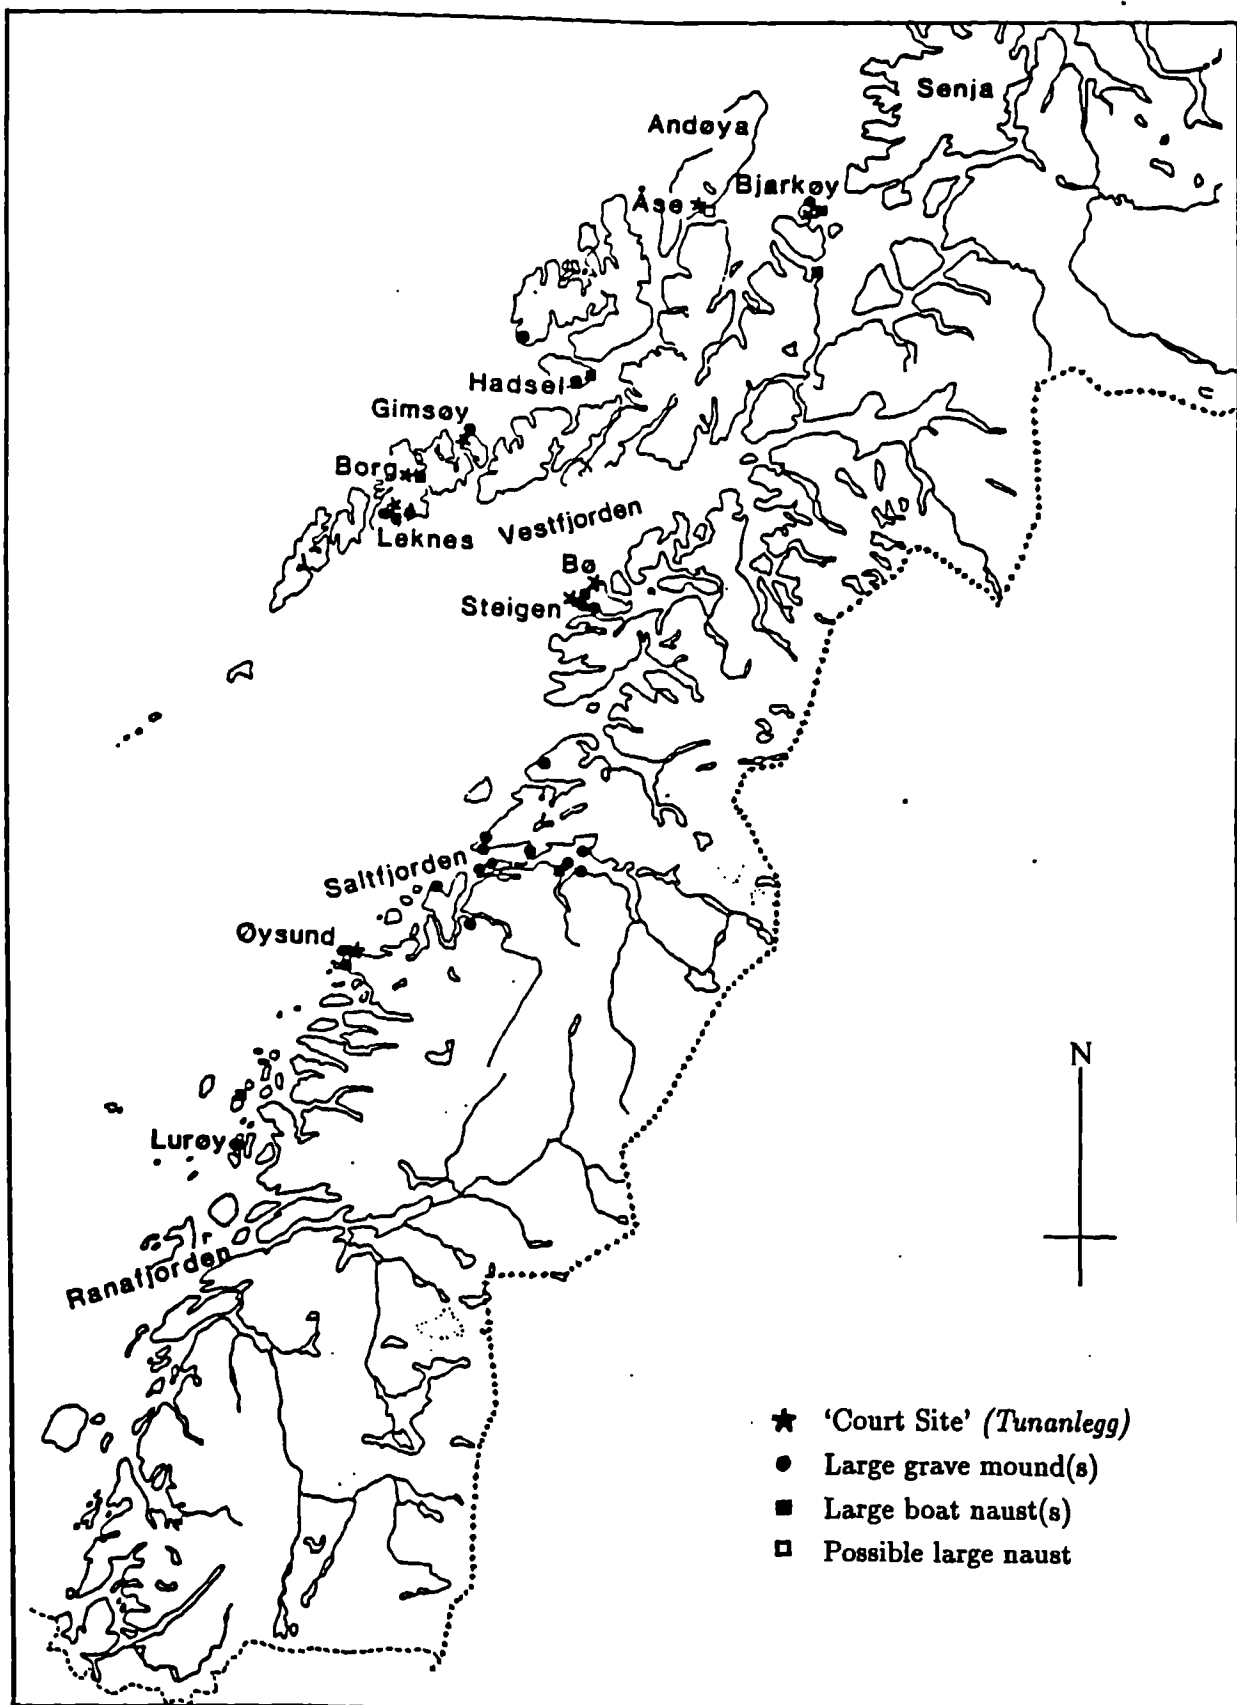 Senja
Andøya
Bjarkøy
Åse
Hadsel
Gimsøy
Borg
Leknes
Vestfjorden
Bø
Steigen
Saltfjorden
Øysund
N
Lurøy
Ranafjorden
'Court Site' (Tunanlegg)
Large grave mound(s)
Large boat naust(s)
Possible large naust